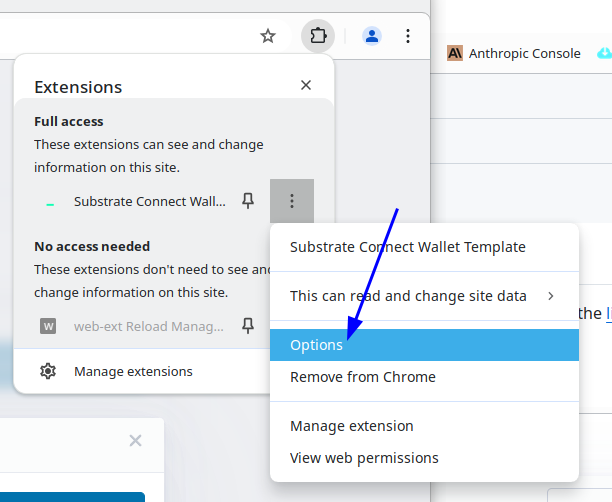 Anthropic Console
Extensions
Full access
These extensions can see and change
information on this site.
Substrate Connect Wall...
No access needed
These extensions don't need to see and
change information on this site.
W web-ext Reload Manag...
Manage extensions
Substrate Connect Wallet Template
This can read and change site data
Options
Remove from Chrome
Manage extension
View web permissions
the